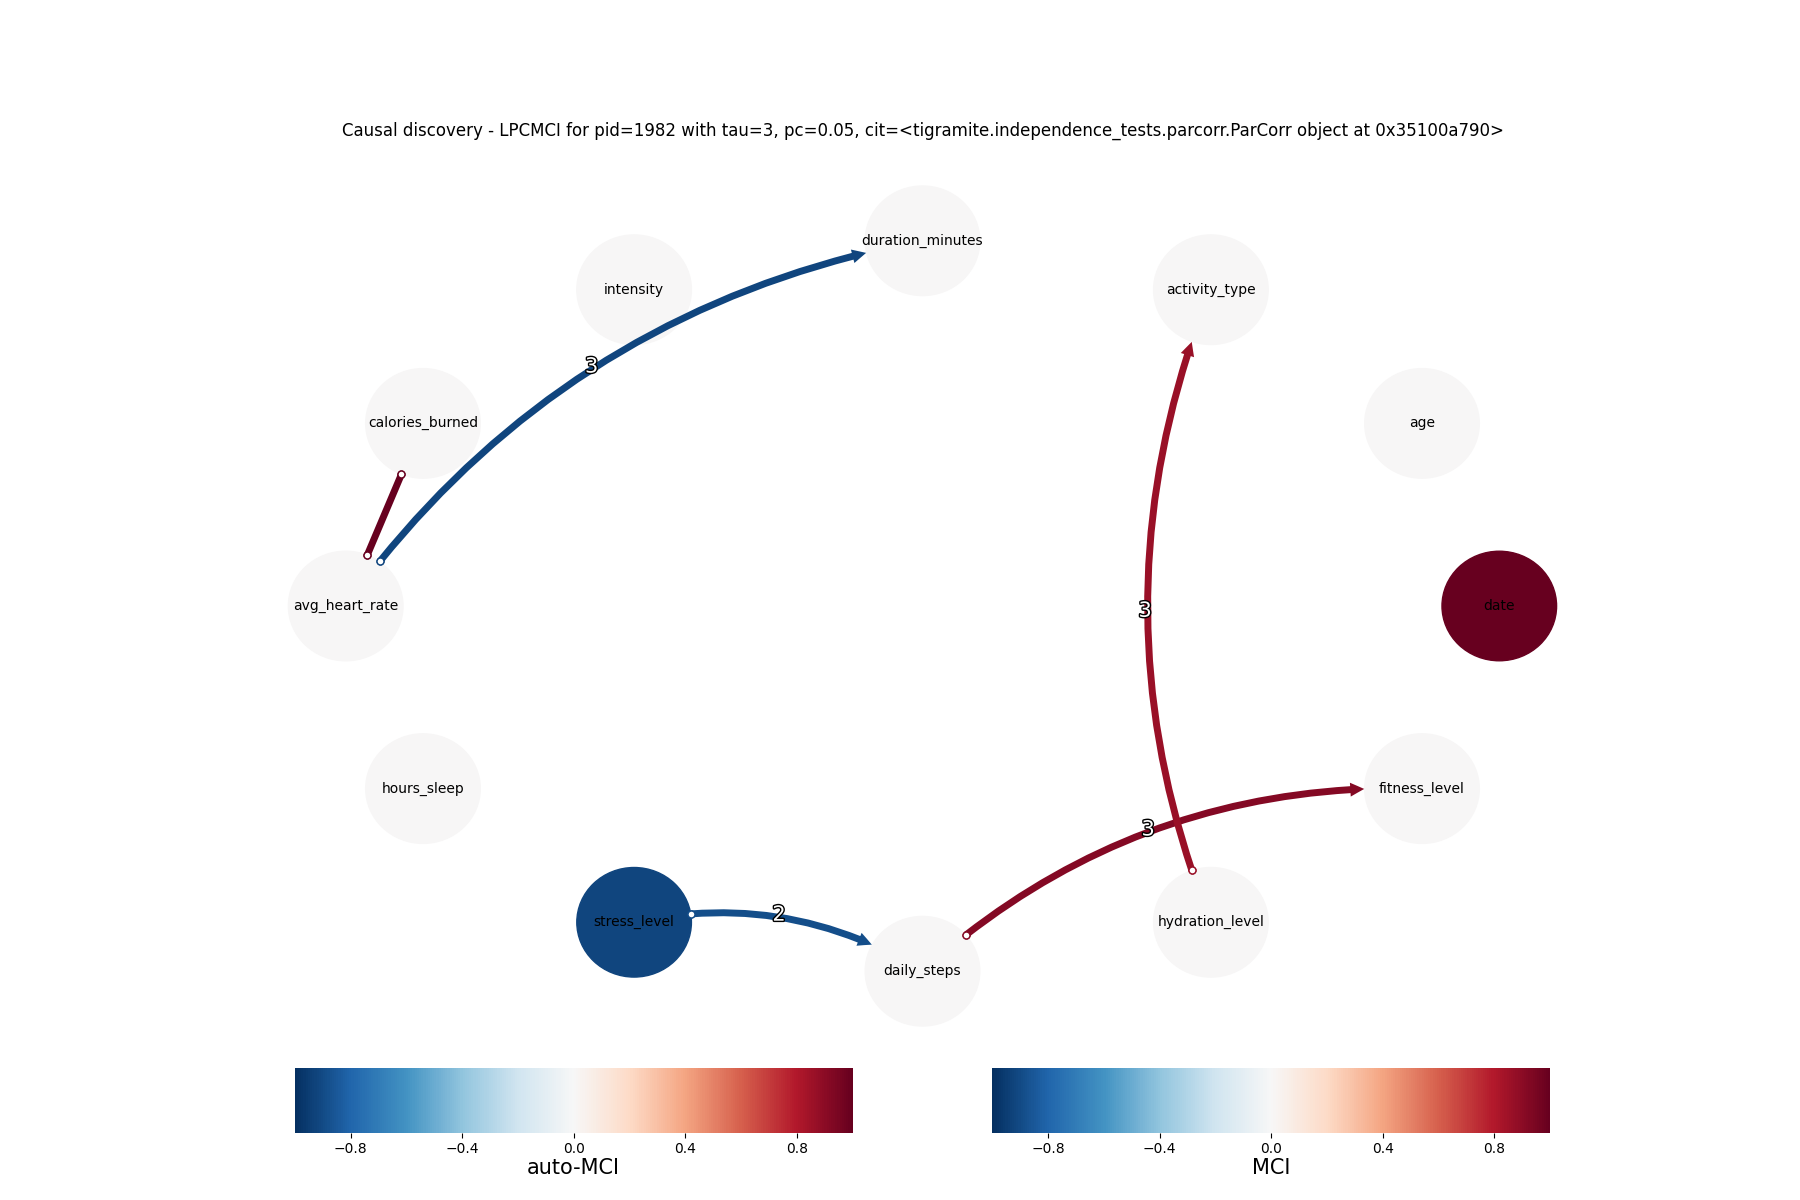 Causal discovery - LPCMCI for pid=1982 with tau=3, pc=0.05, cit=<tigramite.independence_tests.parcorr.ParCorr object at 0x35100a790>
duration_minutes
intensity
activity_type
3
calories_burned
age
avg_heart_rate
3
date
hours_sleep
fitness_level
3
stress_level
2
hydration_level
daily_steps
−0.8 −0.4 0.0 0.4 0.8
auto-MCI
−0.8 −0.4 0.0 0.4 0.8
MCI